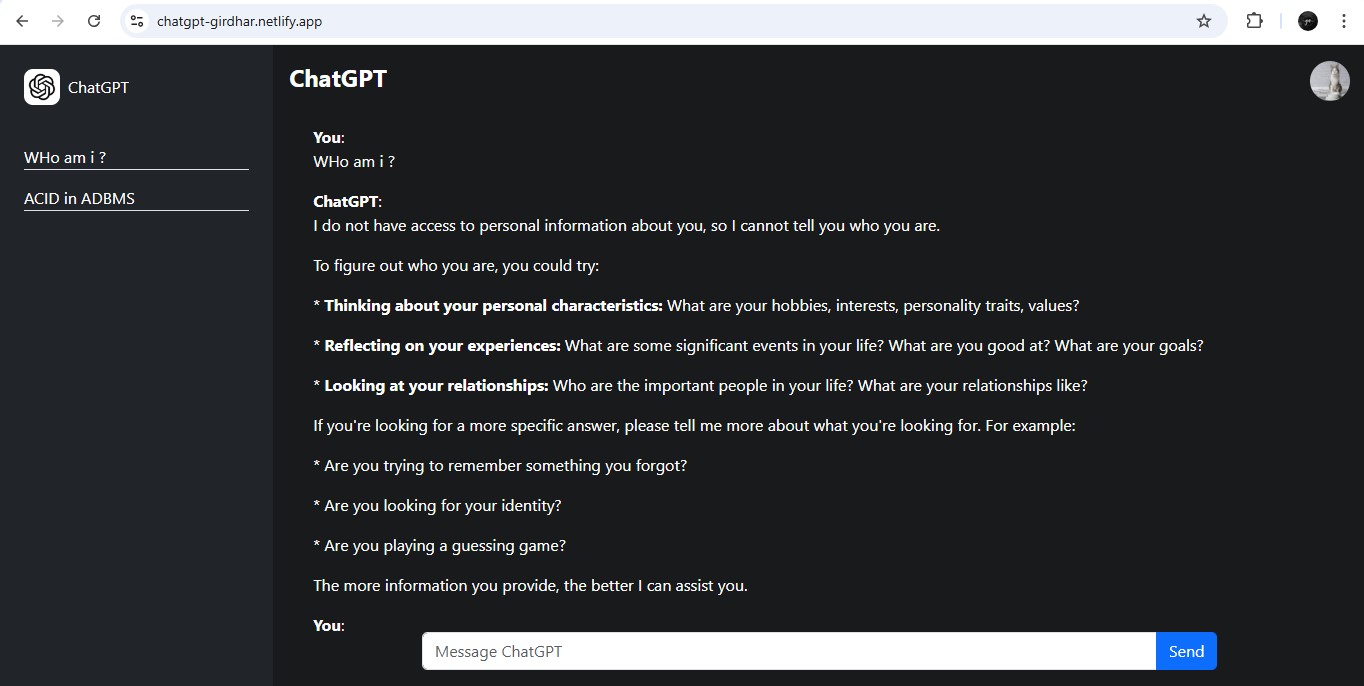 chatgpt-girdhar.netlify.app
ChatGPT
WHo am i ?
ACID in ADBMS
ChatGPT
You:
WHo am i ?
ChatGPT:
I do not have access to personal information about you, so I cannot tell you who you are.
To figure out who you are, you could try:
* Thinking about your personal characteristics: What are your hobbies, interests, personality traits, values?
* Reflecting on your experiences: What are some significant events in your life? What are you good at? What are your goals?
* Looking at your relationships: Who are the important people in your life? What are your relationships like?
If you're looking for a more specific answer, please tell me more about what you're looking for. For example:
* Are you trying to remember something you forgot?
* Are you looking for your identity?
* Are you playing a guessing game?
The more information you provide, the better I can assist you.
You:
Message ChatGPT
Send